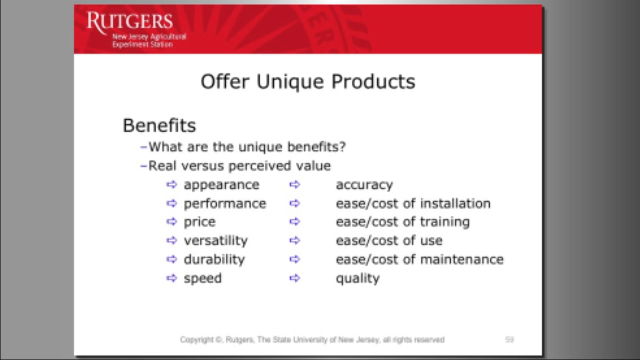 RUTGERS
New Jersey Agricultural
Experiment Station
Offer Unique Products
Benefits
–What are the unique benefits?
–Real versus perceived value
⇨ appearance ⇨ accuracy
⇨ performance ⇨ ease/cost of installation
⇨ price ⇨ ease/cost of training
⇨ versatility ⇨ ease/cost of use
⇨ durability ⇨ ease/cost of maintenance
⇨ speed ⇨ quality
Copyright ©, Rutgers, The State University of New Jersey, all rights reserved 59